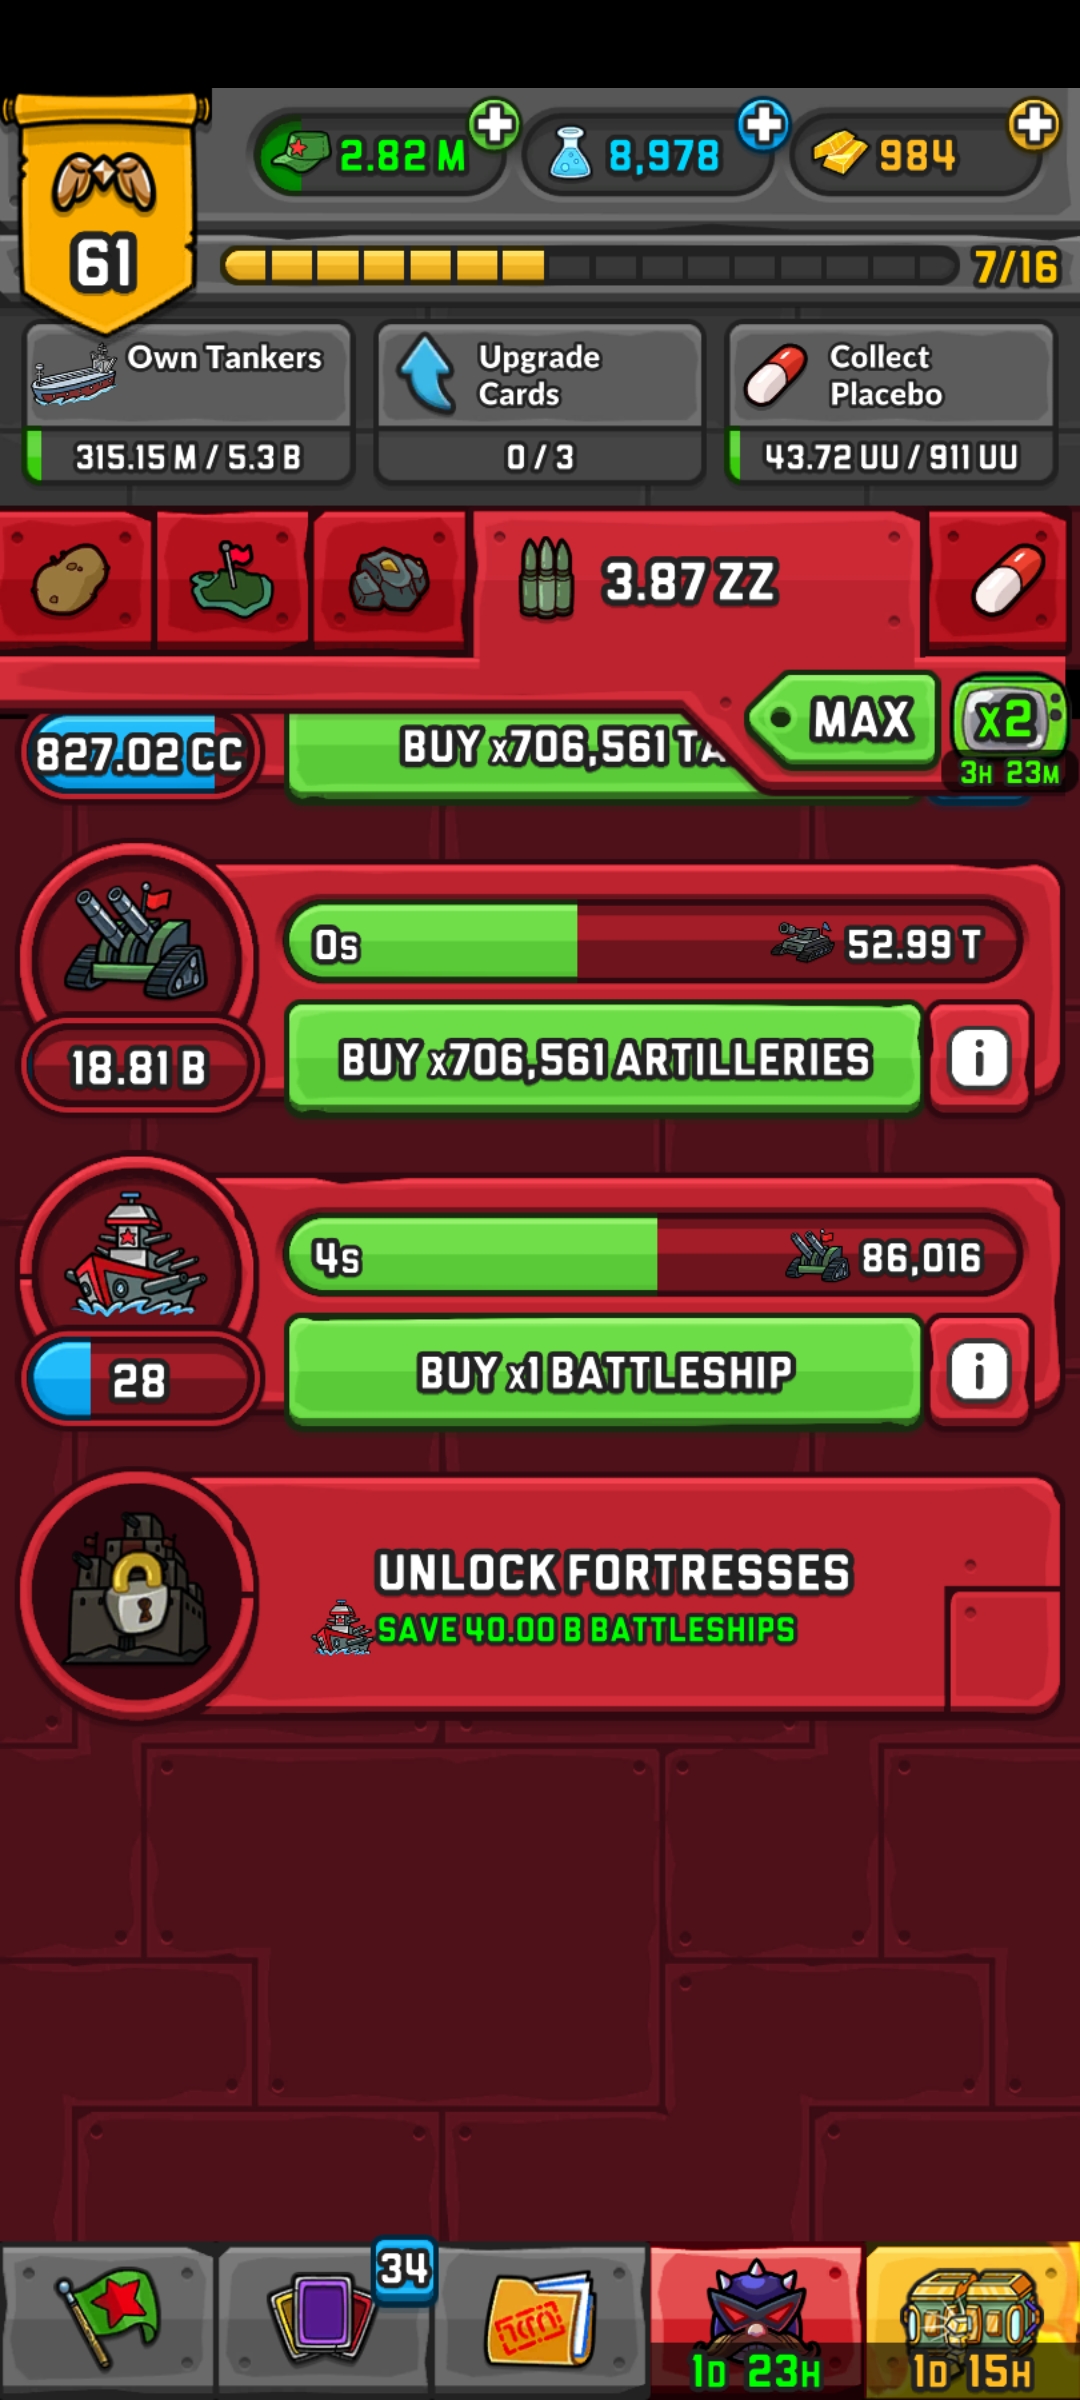 2.82 M
8,978
984
61
7/16
Own Tankers
315.15 M / 5.3 B
Upgrade
Cards
0 / 3
Collect
Placebo
43.72 UU / 911 UU
3.87 ZZ
MAX
x2
3H 23M
827.02 CC
BUY x706,561 TA
0s
52.99 T
18.81 B
BUY x706,561 ARTILLERIES
i
4s
86,016
28
BUY x1 BATTLESHIP
i
UNLOCK FORTRESSES
SAVE 40.00 B BATTLESHIPS
34
1D 23H
1D 15H